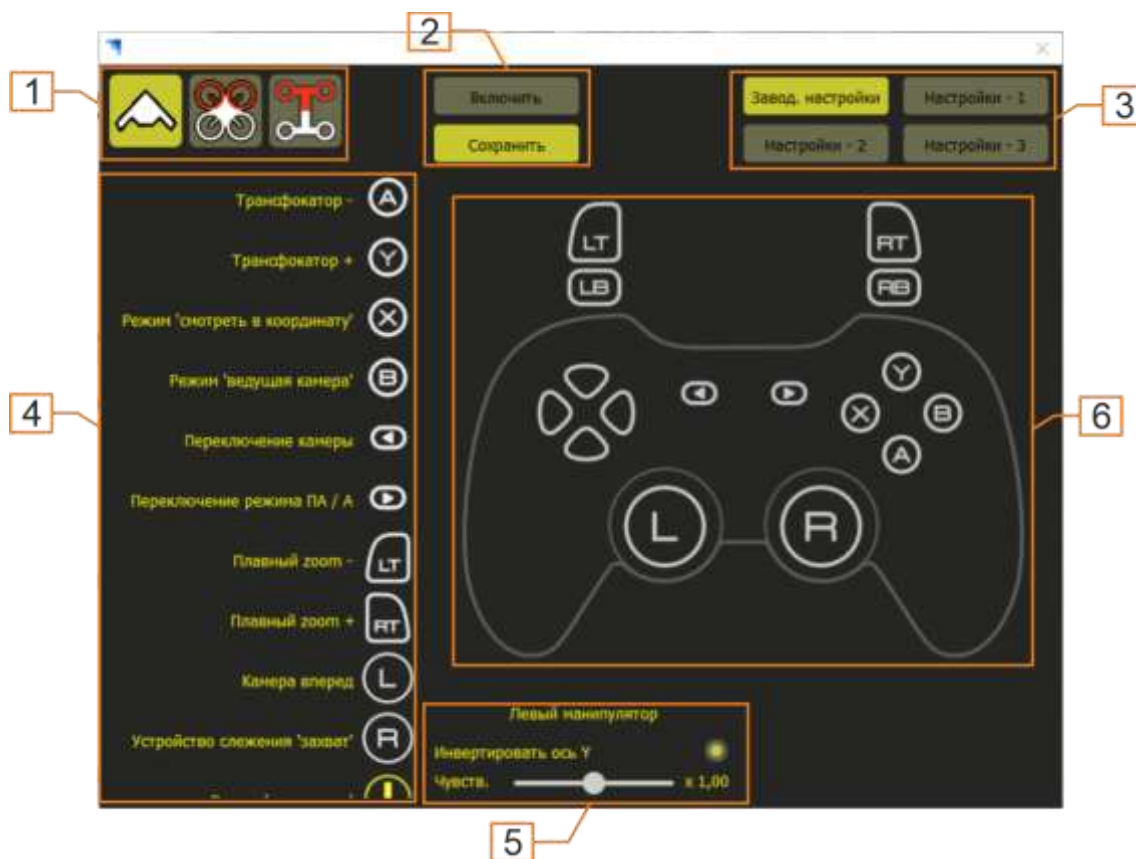 2
1
Включить
Сохранить
Завод. настройки
Настройки - 1
Настройки - 2
Настройки - 3
3
Трансфокатор -
A
Трансфокатор +
Y
Режим 'смотреть в координату'
X
Режим 'ведущая камера'
B
4
Переключение камеры
Переключение режима ПА / А
Плавный zoom -
LT
Плавный zoom +
RT
Камера вперед
L
Устройство слежения 'захват'
R
LT
RT
LB
RB
Y
X
B
A
L
R
6
Левый манипулятор
Инвертировать ось Y
Чувств.
x 1,00
5